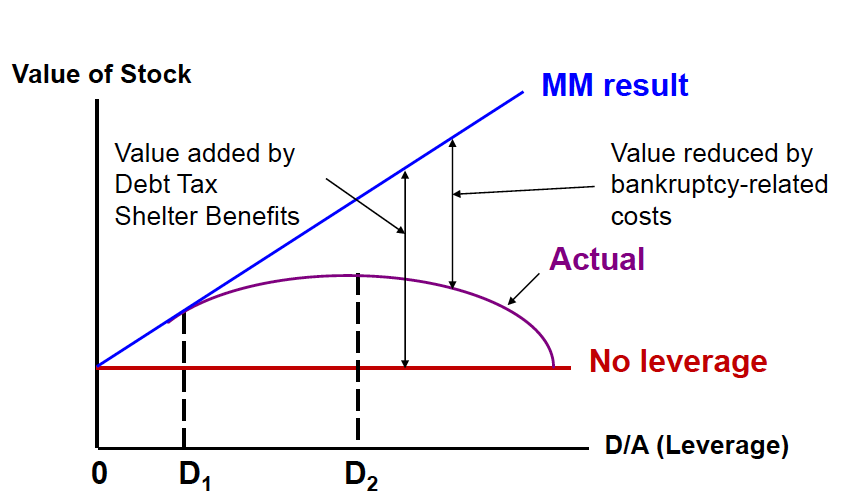 Value of Stock
MM result
Value added by
Debt Tax
Shelter Benefits
Value reduced by
bankruptcy-related
costs
Actual
No leverage
D/A (Leverage)
0
D₁
D₂